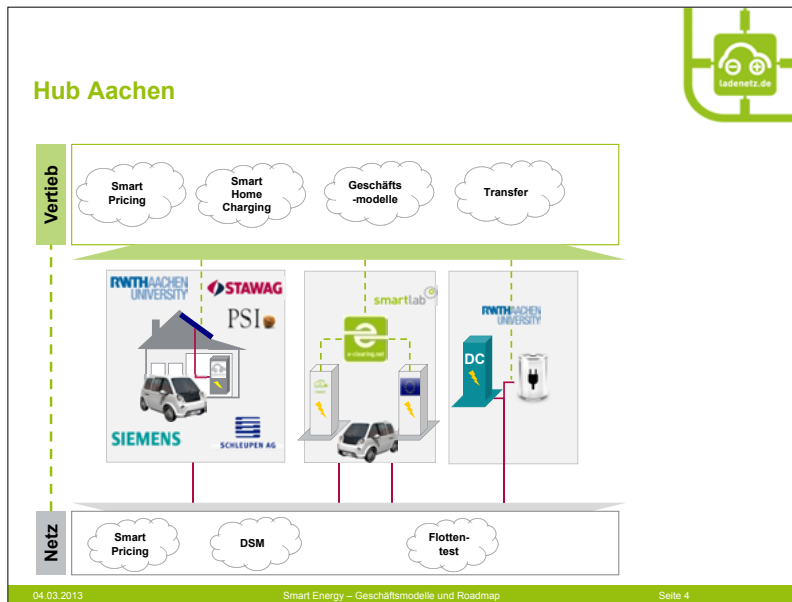 ladenetz.de
Hub Aachen
Vertrieb
Smart
Pricing
Smart
Home
Charging
Geschäfts
-modelle
Transfer
RWTHAACHEN
UNIVERSITY
STAWAG
PSI
SIEMENS
SCHLEUPEN AG
smartlab
e
e-clearing.net
RWTHAACHEN
UNIVERSITY
DC
Netz
Smart
Pricing
DSM
Flotten-
test
04.03.2013
Smart Energy – Geschäftsmodelle und Roadmap
Seite 4